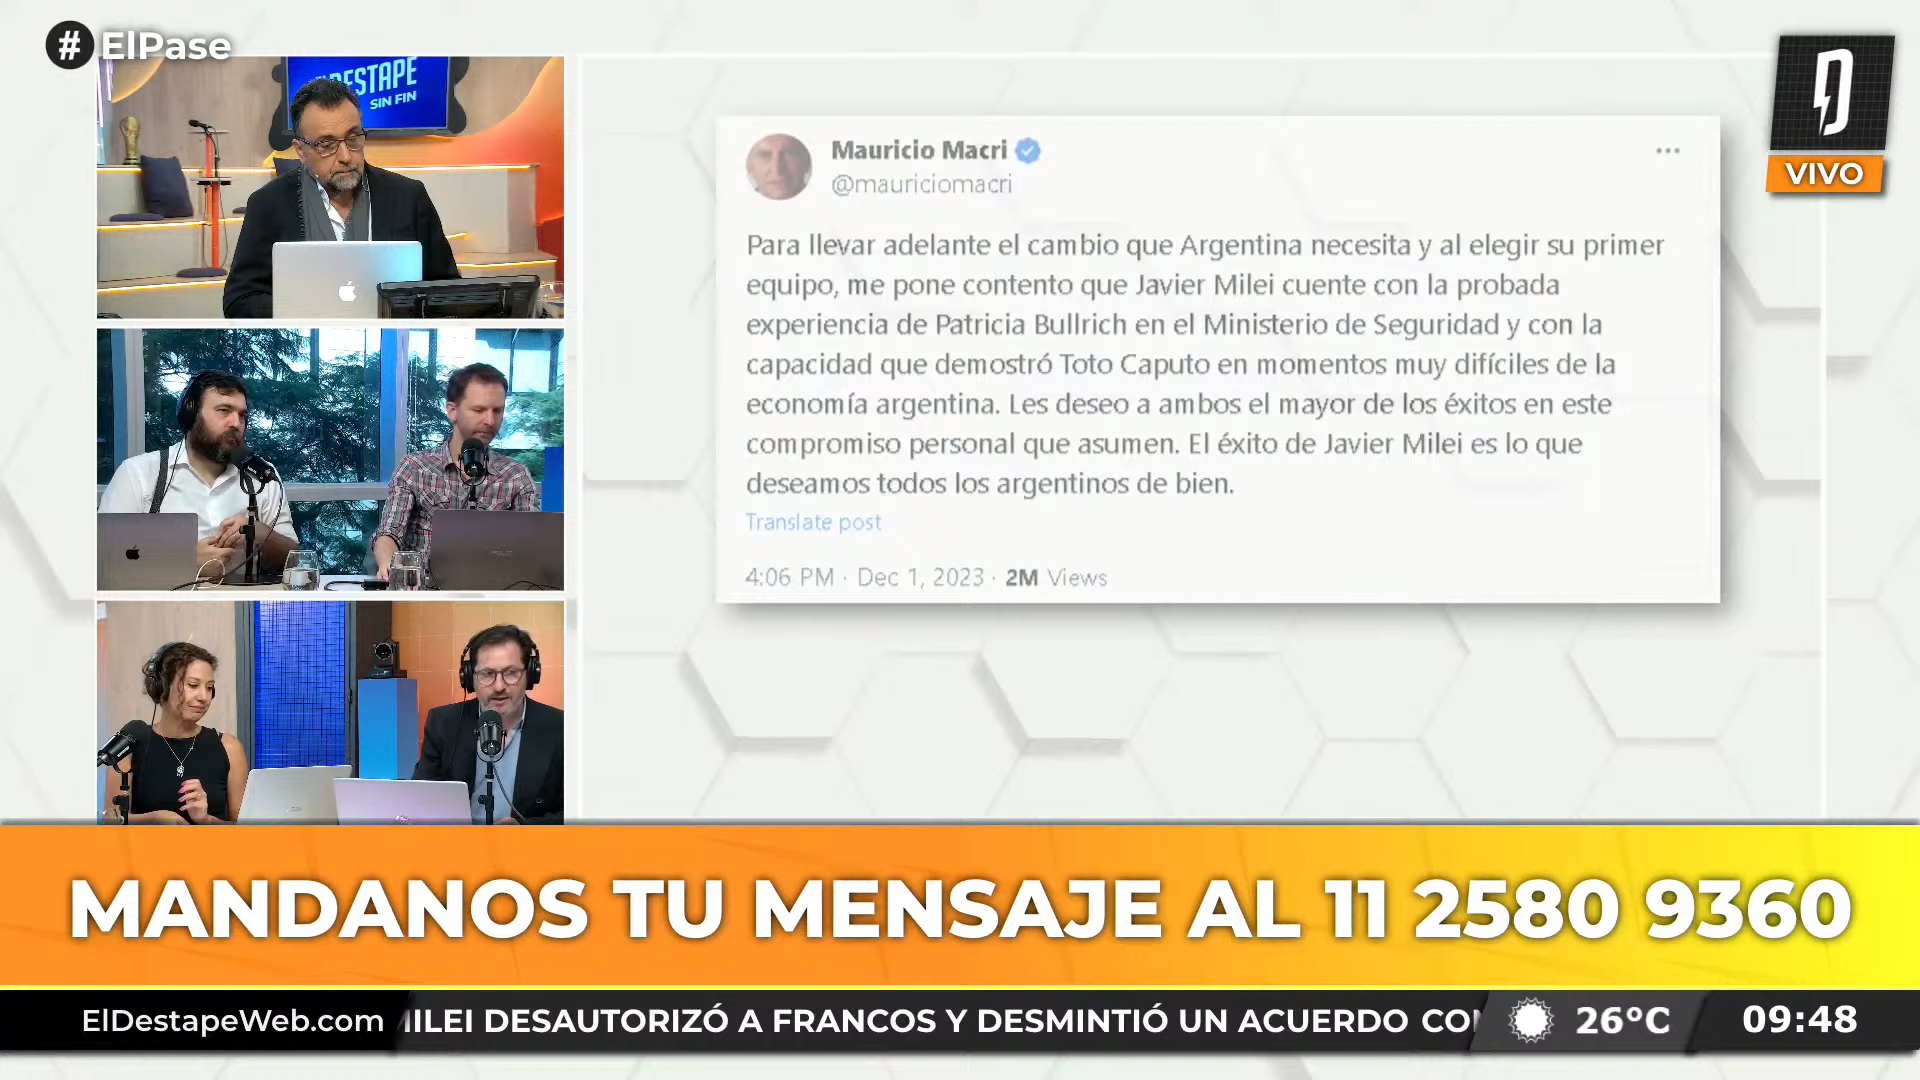 # ElPase
ELDESTAPE
SIN FIN
VIVO
Mauricio Macri
@mauriciomacri
Para llevar adelante el cambio que Argentina necesita y al elegir su primer
equipo, me pone contento que Javier Milei cuente con la probada
experiencia de Patricia Bullrich en el Ministerio de Seguridad y con la
capacidad que demostró Toto Caputo en momentos muy difíciles de la
economía argentina. Les deseo a ambos el mayor de los éxitos en este
compromiso personal que asumen. El éxito de Javier Milei es lo que
deseamos todos los argentinos de bien.
Translate post
4:06 PM · Dec 1, 2023 · 2M Views
MANDANOS TU MENSAJE AL 11 2580 9360
ElDestapeWeb.com
ILEI DESAUTORIZÓ A FRANCOS Y DESMINTIÓ UN ACUERDO CO
26°C
09:48